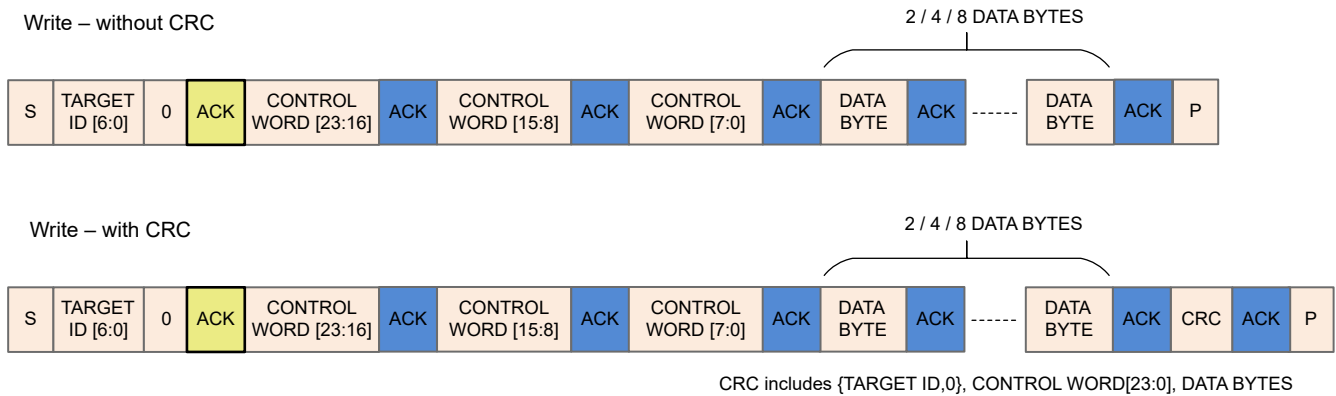 Write – without CRC
2 / 4 / 8 DATA BYTES
S
TARGET
ID [6:0]
0
ACK
CONTROL
WORD [23:16]
ACK
CONTROL
WORD [15:8]
ACK
CONTROL
WORD [7:0]
ACK
DATA
BYTE
ACK
DATA
BYTE
ACK
P
Write – with CRC
2 / 4 / 8 DATA BYTES
S
TARGET
ID [6:0]
0
ACK
CONTROL
WORD [23:16]
ACK
CONTROL
WORD [15:8]
ACK
CONTROL
WORD [7:0]
ACK
DATA
BYTE
ACK
DATA
BYTE
ACK
CRC
ACK
P
CRC includes {TARGET ID,0}, CONTROL WORD[23:0], DATA BYTES